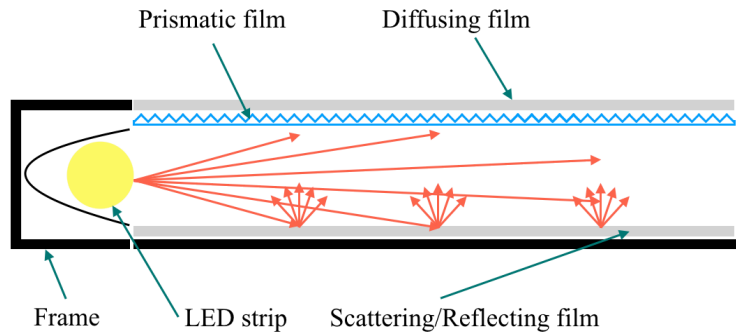 Prismatic film
Diffusing film
Frame
LED strip
Scattering/Reflecting film